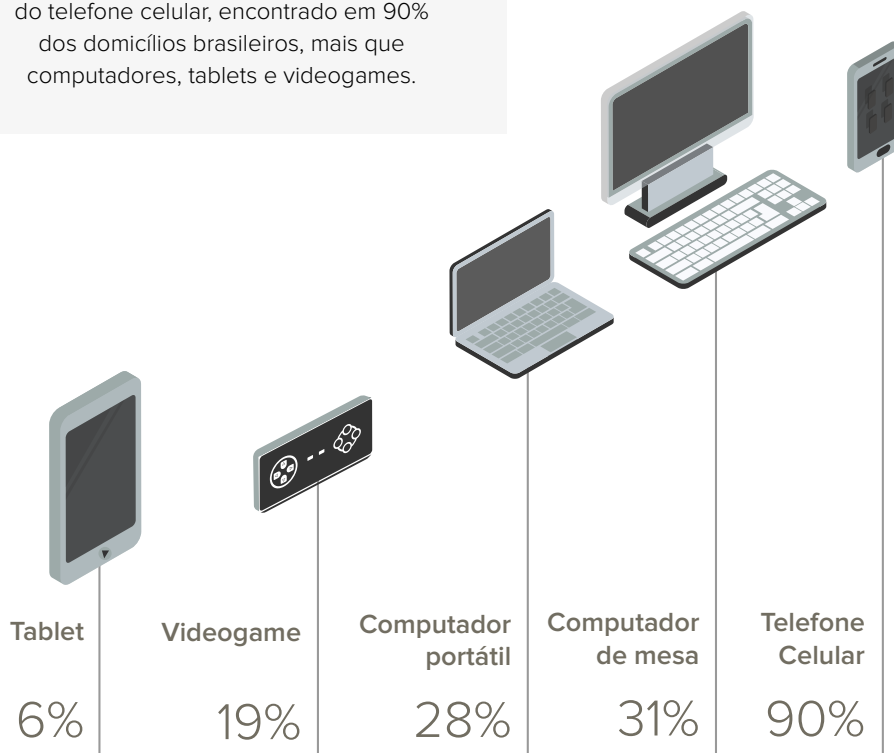 do telefone celular, encontrado em 90%
dos domicílios brasileiros, mais que
computadores, tablets e videogames.
Tablet
6%
Videogame
19%
Computador
portátil
28%
Computador
de mesa
31%
Telefone
Celular
90%